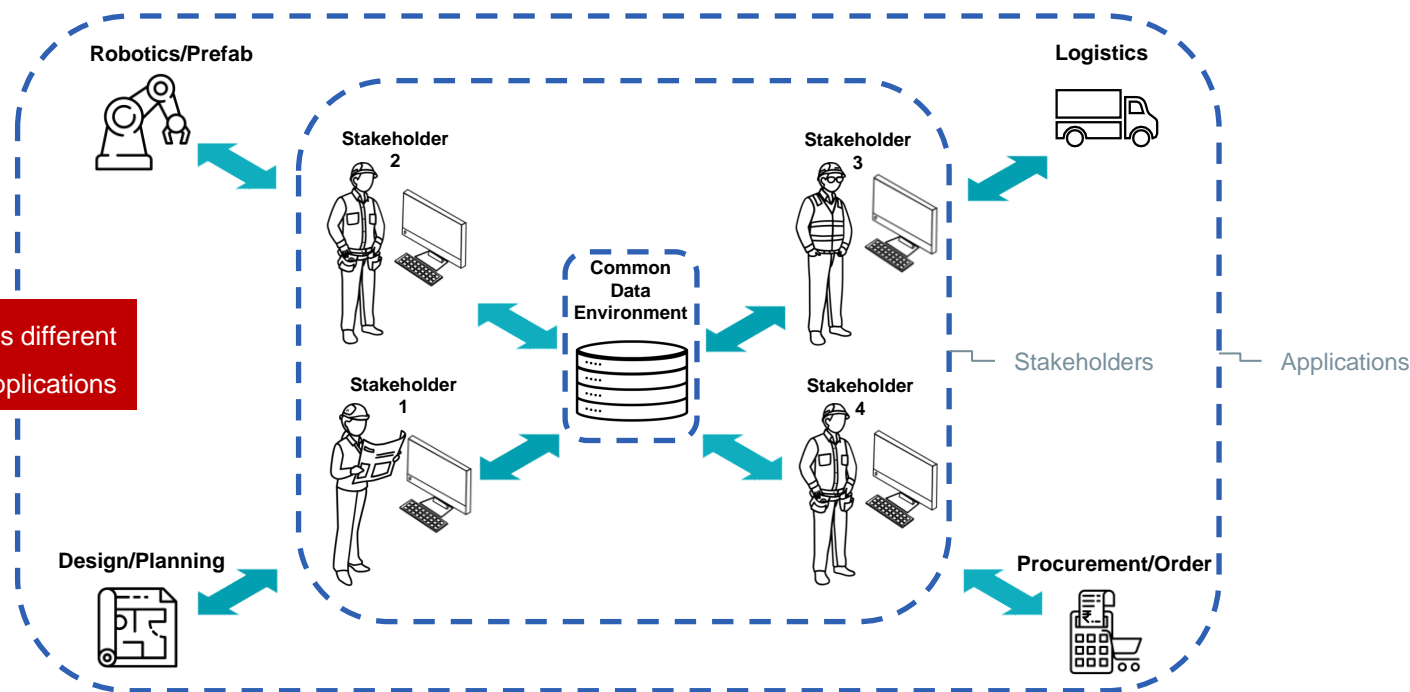 Robotics/Prefab
Logistics
Stakeholder
2
Stakeholder
3
Common
Data
Environment
s different
Stakeholders
Applications
pplications
Stakeholder
1
Stakeholder
4
Design/Planning
Procurement/Order
₹...